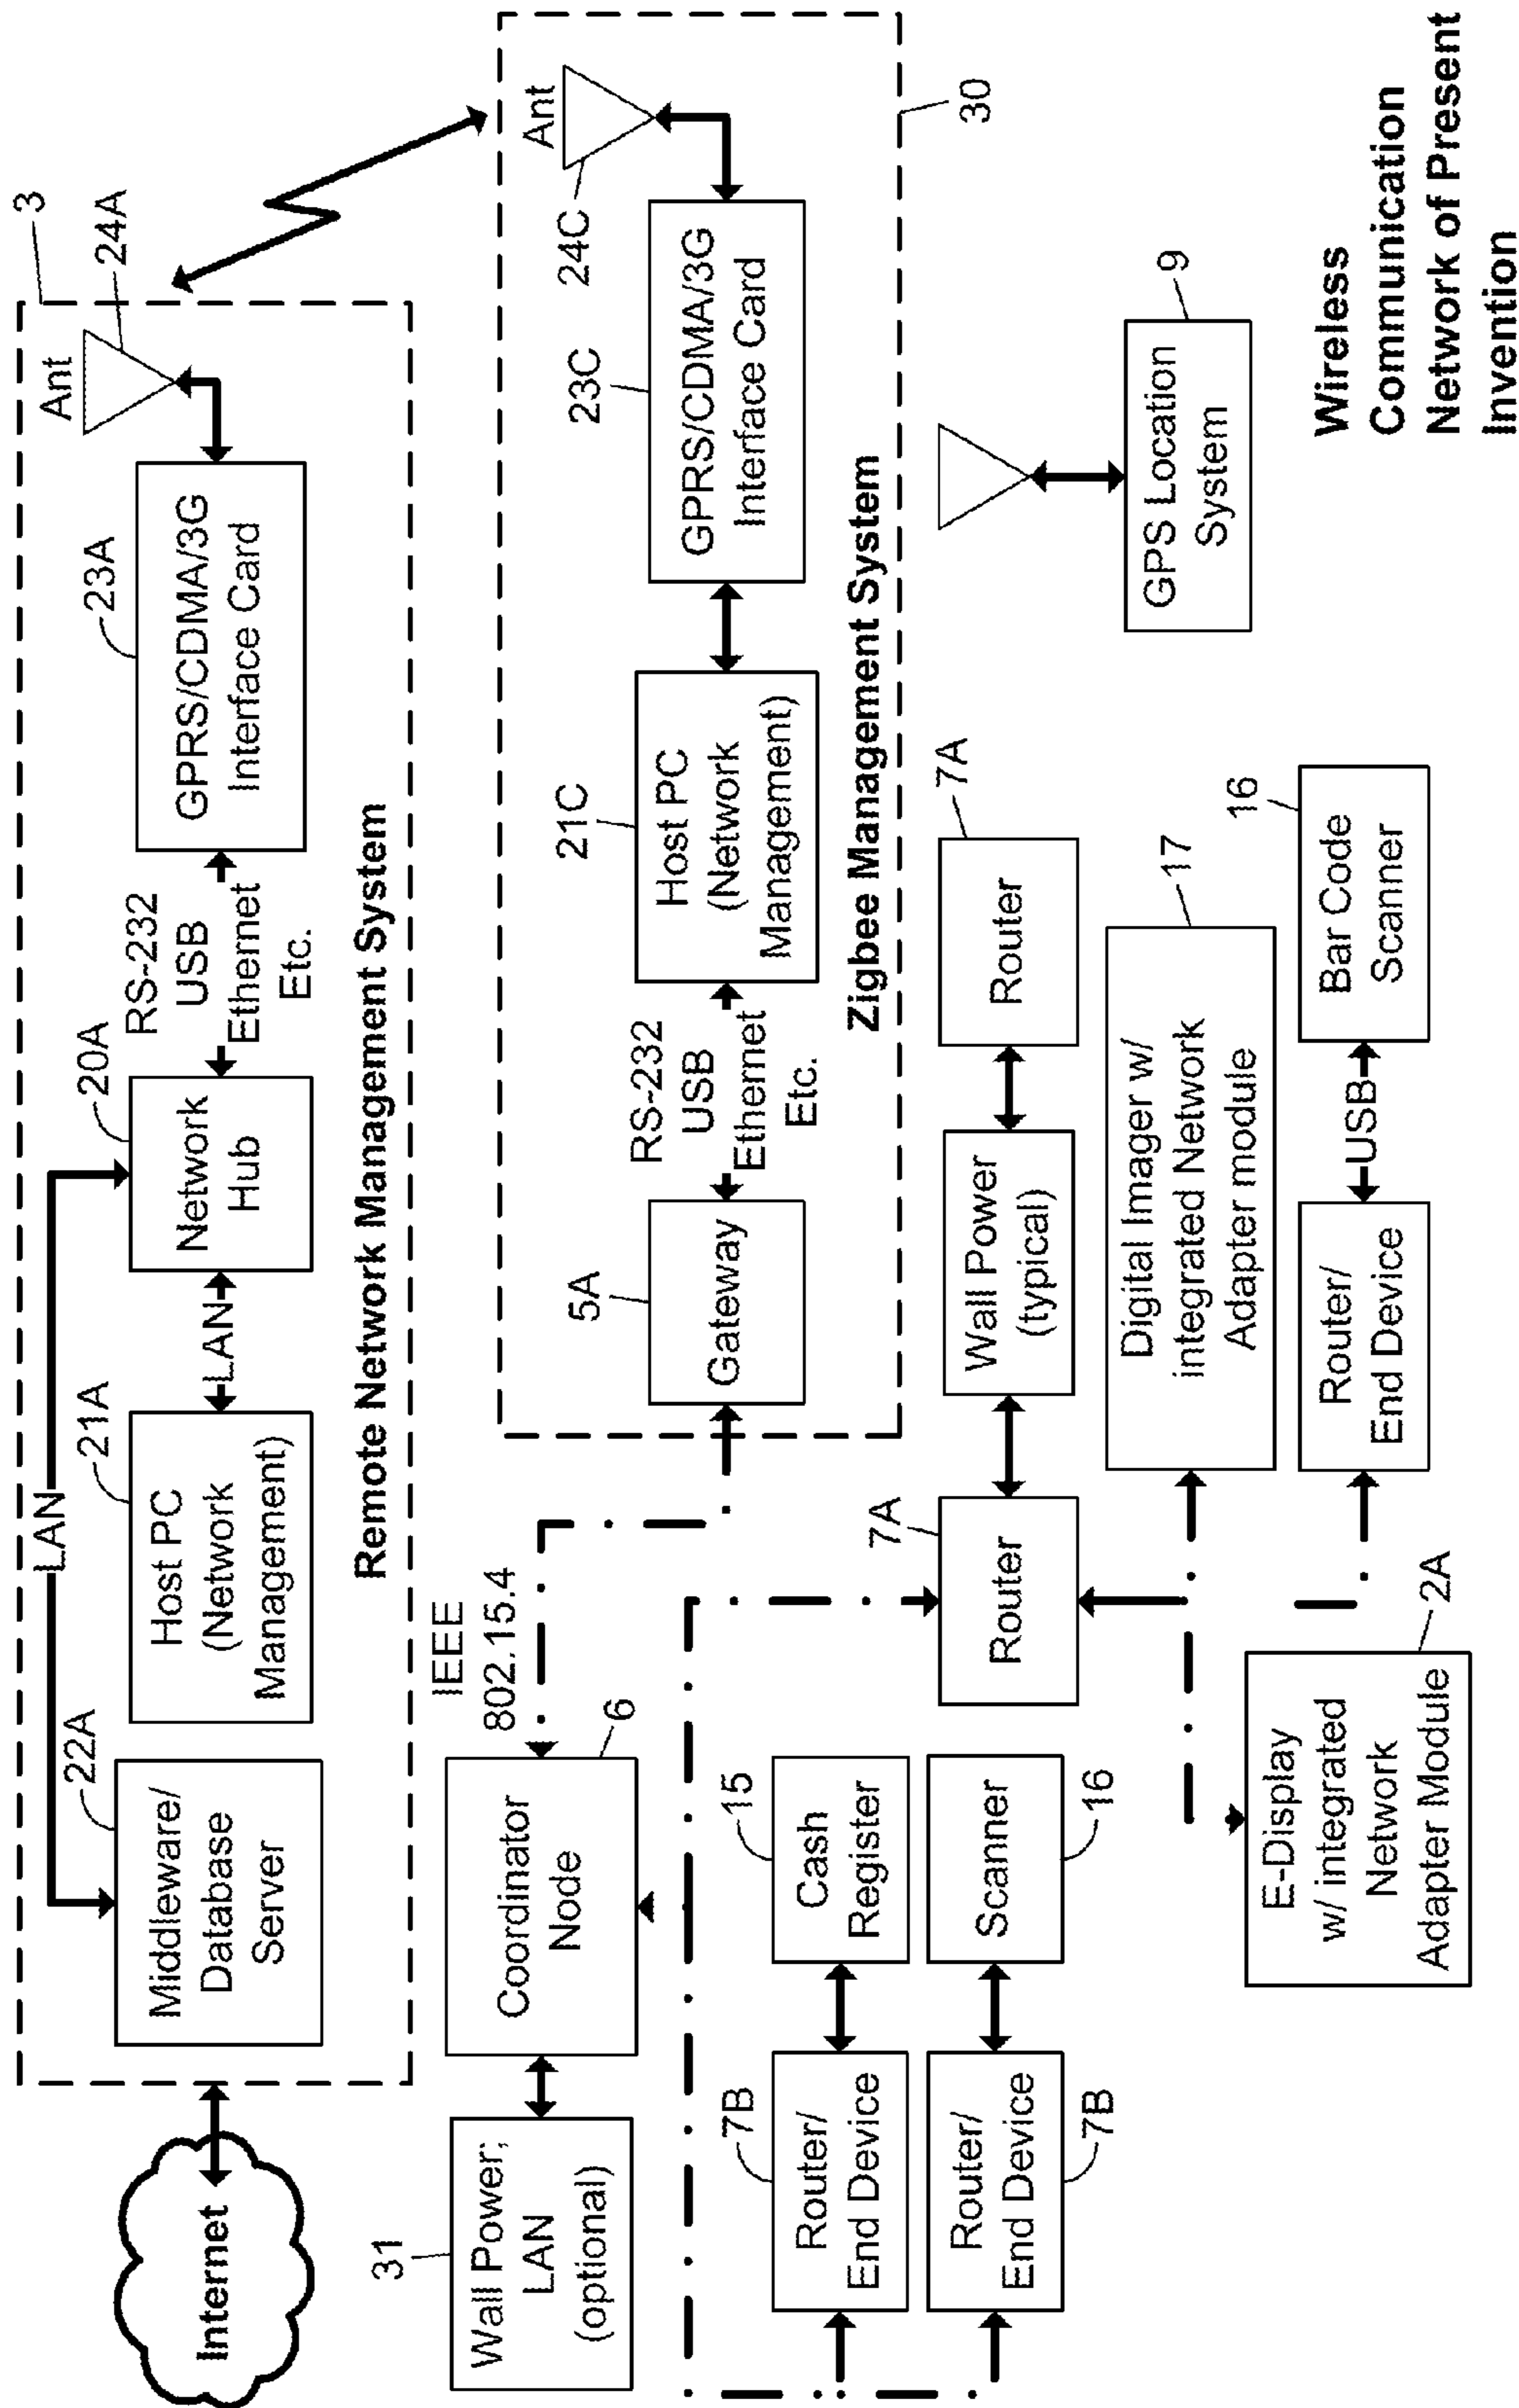 Internet
3
22A
Middleware/
Database
Server
LAN
21A
Host PC
(Network
Management)
LAN
20A
Network
Hub
RS-232
USB
Ethernet
Etc.
23A
GPRS/CDMA/3G
Interface Card
Ant
24A
Remote Network Management System
31
Wall Power;
LAN
(optional)
6
Coordinator
Node
IEEE
802.15.4
5A
Gateway
RS-232
USB
Ethernet
Etc.
21C
Host PC
(Network
Management)
23C
GPRS/CDMA/3G
Interface Card
24C
Ant
Zigbee Management System
30
7B
Router/
End Device
15
Cash
Register
Router/
End Device
7B
Scanner
16
7A
Router
Wall Power
(typical)
7A
Router
GPS Location
System
9
Digital Imager w/
integrated Network
Adapter module
17
E-Display
w/ integrated
Network
Adapter Module
2A
Router/
End Device
USB
Bar Code
Scanner
16
Wireless
Communication
Network of Present
Invention